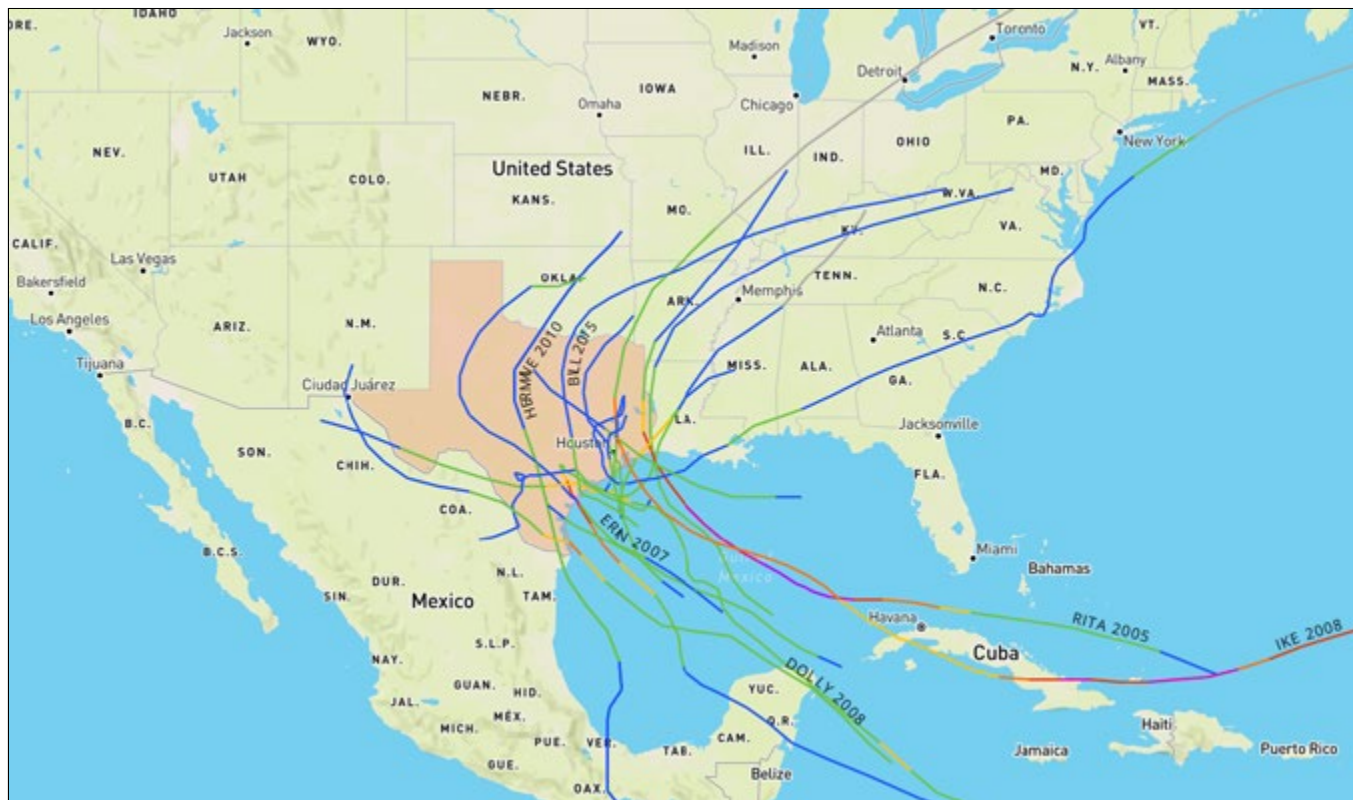 IDAHO
ORE.
Jackson
WYO.
Toronto
VT.
Madison
Albany
N.Y.
MASS.
Detroit
NEBR.
IOWA
Omaha
Chicago
PA.
New York
NEV.
ILL.
IND.
OHIO
United States
UTAH
COLO.
MD.
KANS.
MO.
W.VA.
VA.
CALIF.
KY.
Las Vegas
TENN.
Bakersfield
OKLA.
N.C.
Memphis
ARK.
Los Angeles
ARIZ.
N.M.
Atlanta
S.C.
Tijuana
MISS.
ALA.
GA.
BILL 2015
Ciudad Juárez
B.C.
LA.
Jacksonville
Houston
SON.
CHIH.
FLA.
COA.
ERN 2007
B.C.S.
Miami
Mexico
Bahamas
DUR.
N.L.
SIN.
Mexico
TAM.
Havana
RITA 2005
IKE 2008
S.L.P.
Cuba
NAY.
DOLLY 2008
GUAN.
HID.
YUC.
JAL.
MÉX.
Q.R.
MICH.
PUE.
VER.
TAB.
CAM.
Haiti
Jamaica
Puerto Rico
GUE.
Belize
OAX.